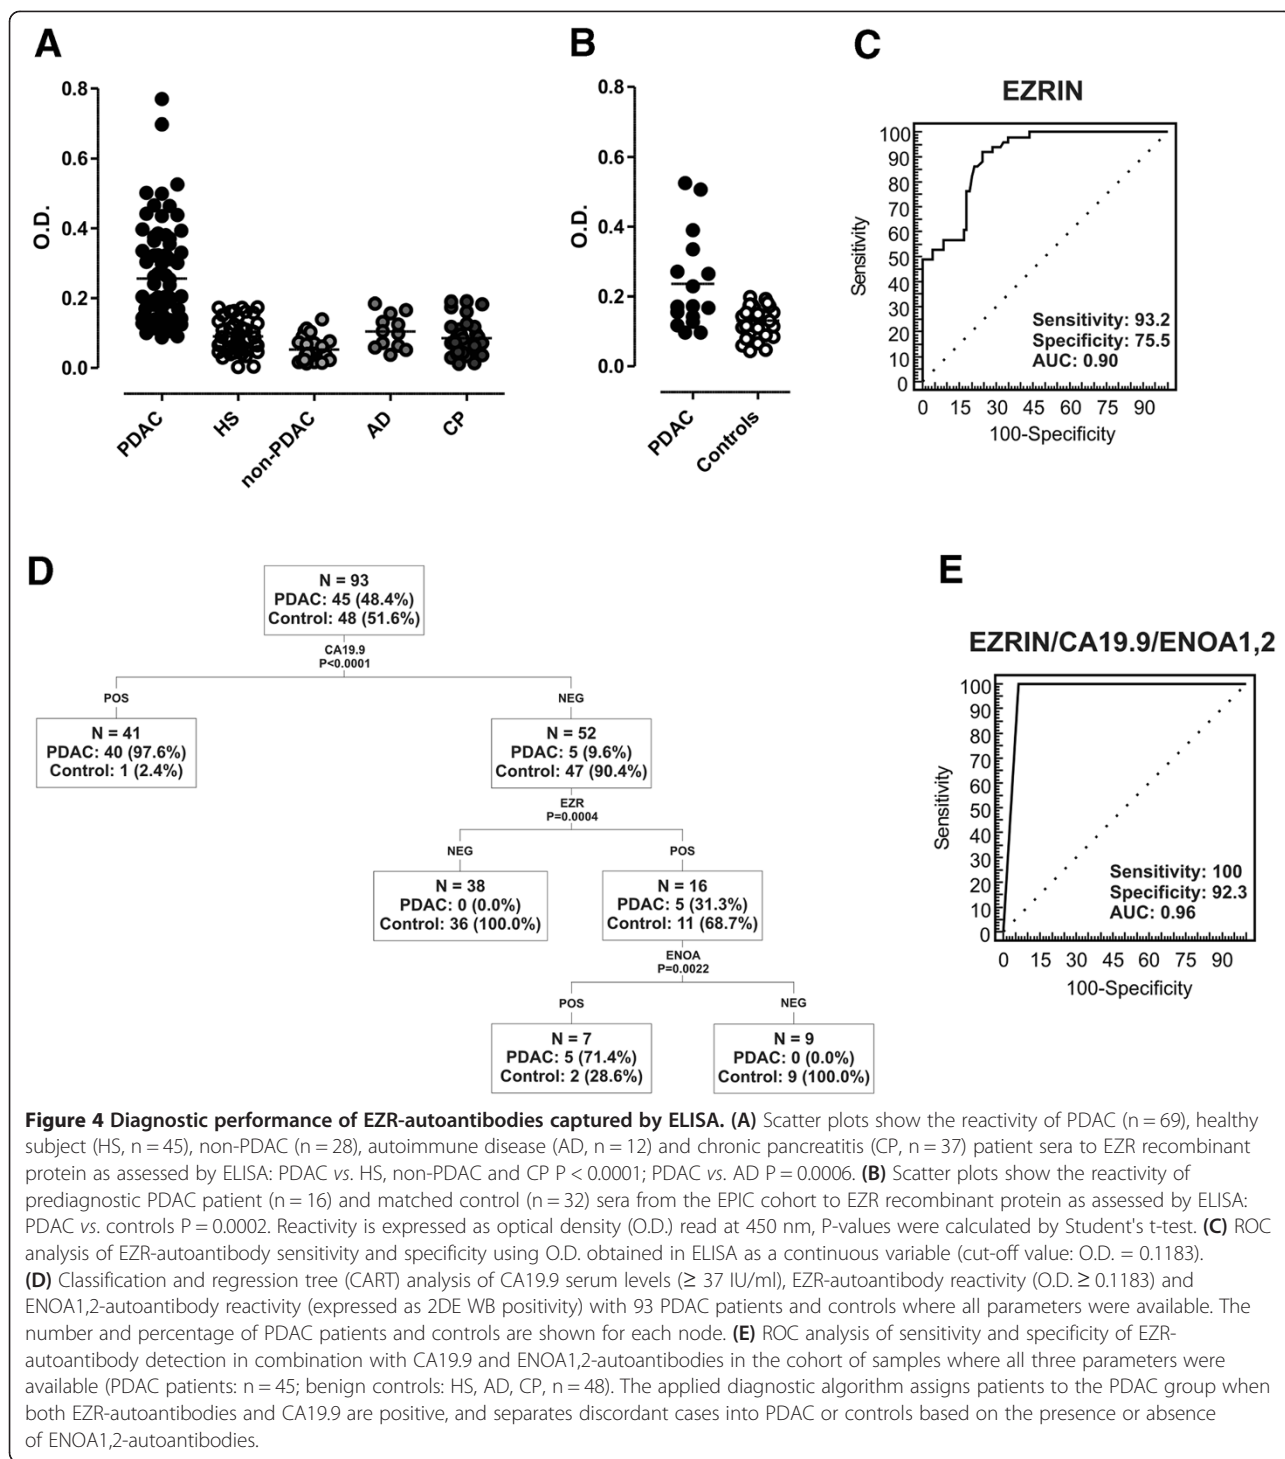 A
0.8
0.6
0.4
0.2
0.0
O.D.
PDAC
HS
non-PDAC
AD
CP
B
0.8
0.6
0.4
0.2
0.0
O.D.
PDAC
Controls
C
EZRIN
100
90
80
70
60
50
40
30
20
10
0
Sensitivity
Sensitivity: 93.2
Specificity: 75.5
AUC: 0.90
0 15 30 45 60 75 90
100-Specificity
D
N = 93
PDAC: 45 (48.4%)
Control: 48 (51.6%)
CA19.9
P<0.0001
POS
NEG
N = 41
PDAC: 40 (97.6%)
Control: 1 (2.4%)
N = 52
PDAC: 5 (9.6%)
Control: 47 (90.4%)
EZR
P=0.0004
NEG
POS
N = 38
PDAC: 0 (0.0%)
Control: 36 (100.0%)
N = 16
PDAC: 5 (31.3%)
Control: 11 (68.7%)
ENOA
P=0.0022
POS
NEG
N = 7
PDAC: 5 (71.4%)
Control: 2 (28.6%)
N = 9
PDAC: 0 (0.0%)
Control: 9 (100.0%)
E
EZRIN/CA19.9/ENOA1,2
100
90
80
70
60
50
40
30
20
10
0
Sensitivity
Sensitivity: 100
Specificity: 92.3
AUC: 0.96
0 15 30 45 60 75 90
100-Specificity
Figure 4 Diagnostic performance of EZR-autoantibodies captured by ELISA. (A) Scatter plots show the reactivity of PDAC (n = 69), healthy
subject (HS, n = 45), non-PDAC (n = 28), autoimmune disease (AD, n = 12) and chronic pancreatitis (CP, n = 37) patient sera to EZR recombinant
protein as assessed by ELISA: PDAC vs. HS, non-PDAC and CP P < 0.0001; PDAC vs. AD P = 0.0006. (B) Scatter plots show the reactivity of
prediagnostic PDAC patient (n = 16) and matched control (n = 32) sera from the EPIC cohort to EZR recombinant protein as assessed by ELISA:
PDAC vs. controls P = 0.0002. Reactivity is expressed as optical density (O.D.) read at 450 nm, P-values were calculated by Student's t-test. (C) ROC
analysis of EZR-autoantibody sensitivity and specificity using O.D. obtained in ELISA as a continuous variable (cut-off value: O.D. = 0.1183).
(D) Classification and regression tree (CART) analysis of CA19.9 serum levels (≥ 37 IU/ml), EZR-autoantibody reactivity (O.D. ≥ 0.1183) and
ENOA1,2-autoantibody reactivity (expressed as 2DE WB positivity) with 93 PDAC patients and controls where all parameters were available. The
number and percentage of PDAC patients and controls are shown for each node. (E) ROC analysis of sensitivity and specificity of EZR-
autoantibody detection in combination with CA19.9 and ENOA1,2-autoantibodies in the cohort of samples where all three parameters were
available (PDAC patients: n = 45; benign controls: HS, AD, CP, n = 48). The applied diagnostic algorithm assigns patients to the PDAC group when
both EZR-autoantibodies and CA19.9 are positive, and separates discordant cases into PDAC or controls based on the presence or absence
of ENOA1,2-autoantibodies.